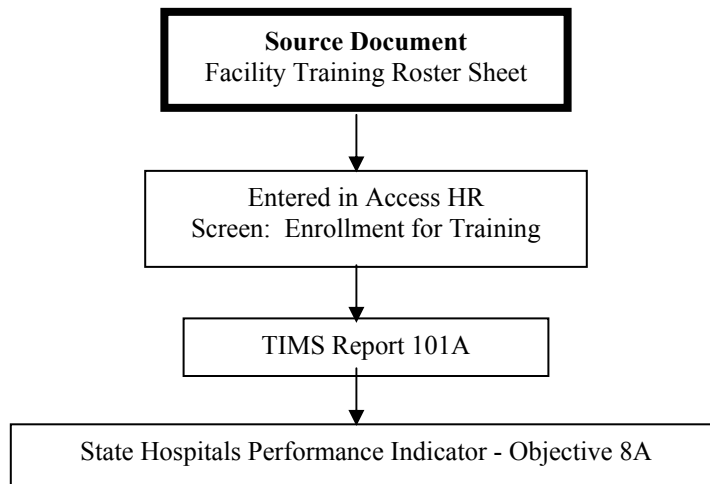 Source Document
Facility Training Roster Sheet
Entered in Access HR
Screen: Enrollment for Training
TIMS Report 101A
State Hospitals Performance Indicator - Objective 8A